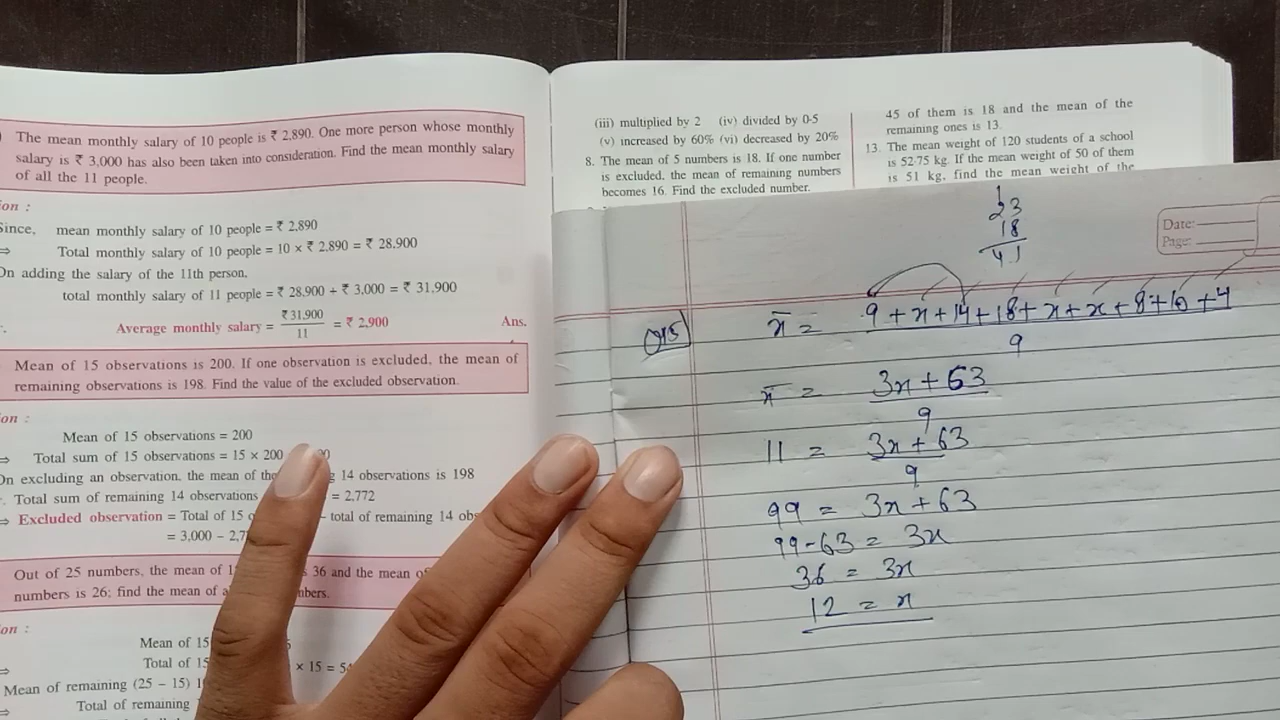 The mean monthly salary of 10 people is ₹ 2,890. One more person whose monthly
salary is ₹ 3,000 has also been taken into consideration. Find the mean monthly salary
of all the 11 people.
ion :
Since, mean monthly salary of 10 people = ₹ 2,890
⇒ Total monthly salary of 10 people = 10 × ₹ 2,890 = ₹ 28,900
On adding the salary of the 11th person,
total monthly salary of 11 people = ₹ 28,900 + ₹ 3,000 = ₹ 31,900
∴ Average monthly salary = ₹ 31,900 / 11 = ₹ 2,900 Ans.
Mean of 15 observations is 200. If one observation is excluded, the mean of
remaining observations is 198. Find the value of the excluded observation.
ion :
Mean of 15 observations = 200
⇒ Total sum of 15 observations = 15 × 200
On excluding an observation, the mean of 14 observations is 198
∴ Total sum of remaining 14 observations = 2,772
⇒ Excluded observation = Total of 15 - total of remaining 14
= 3,000 – 2,7
Out of 25 numbers, the mean of 36 and the mean
numbers is 26; find the mean of
ion :
Mean of 15
Total of 15 × 15 =
Mean of remaining (25 – 15)
Total of remaining
(iii) multiplied by 2 (iv) divided by 0·5
(v) increased by 60% (vi) decreased by 20%
8. The mean of 5 numbers is 18. If one number
is excluded, the mean of remaining numbers
becomes 16. Find the excluded number.
45 of them is 18 and the mean of the
remaining ones is 13.
13. The mean weight of 120 students of a school
is 52·75 kg. If the mean weight of 50 of them
is 51 kg, find the mean weight of the
1
23
18
41
Date:
Page:
Q15) x̄ = 9 + x + 14 + 18 + x + x + 8 + 10 + 4
9
x̄ = 3x + 63
9
11 = 3x + 63
9
99 = 3x + 63
99 - 63 = 3x
36 = 3x
12 = x